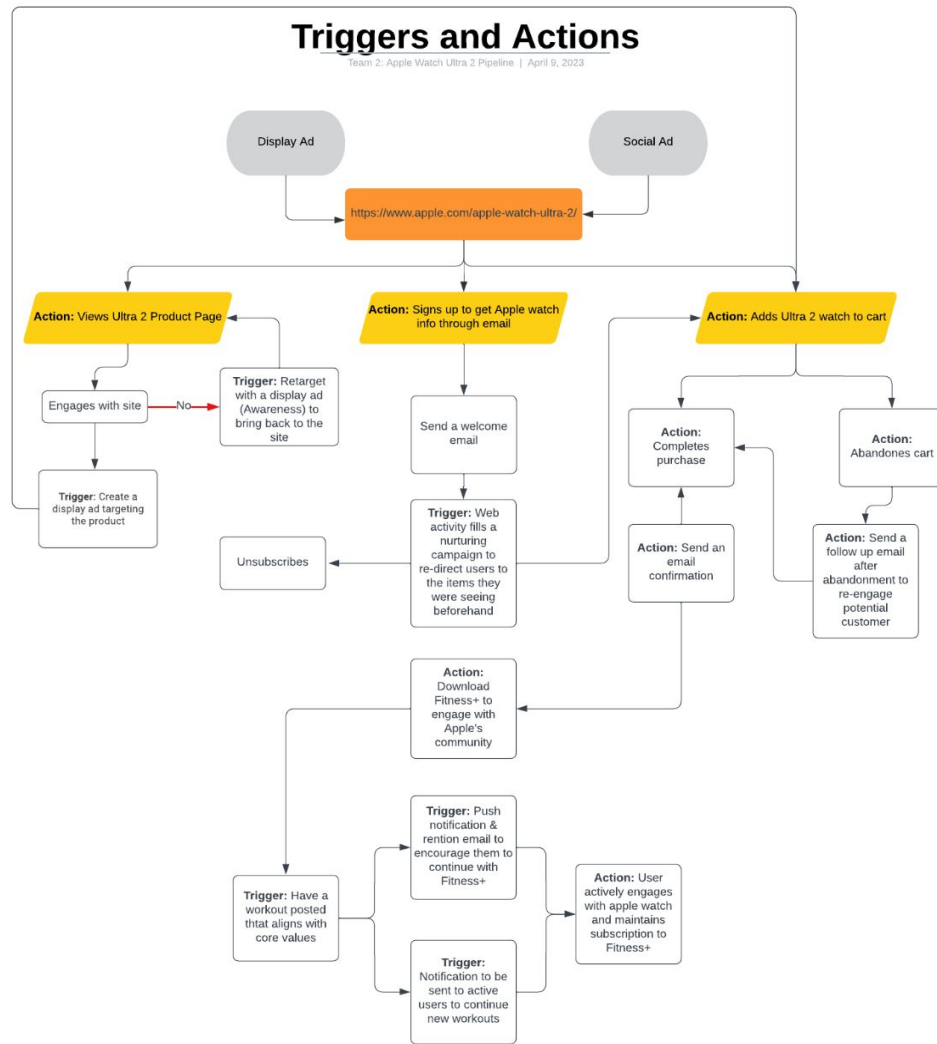 Triggers and Actions
Team 2: Apple Watch Ultra 2 Pipeline | April 9, 2023
Display Ad
Social Ad
https://www.apple.com/apple-watch-ultra-2/
Action: Views Ultra 2 Product Page
Action: Signs up to get Apple watch
info through email
Action: Adds Ultra 2 watch to cart
Engages with site
No
Trigger: Retarget
with a display ad
(Awareness) to
bring back to the
site
Send a welcome
email
Action:
Completes
purchase
Action:
Abandones cart
Trigger: Create a
display ad targeting
the product
Unsubscribes
Trigger: Web
activity fills a
nurturing
campaign to
re-direct users to
the items they
were seeing
beforehand
Action: Send an
email
confirmation
Action: Send a
follow up email
after
abandonment to
re-engage
potential
customer
Action:
Download Fitness+ to
engage with
Apple's
community
Trigger: Push
notification &
rention email to
encourage them to
continue with
Fitness+
Trigger: Have a
workout posted
thtat aligns with
core values
Action: User
actively engages
with apple watch
and maintains
subscription to
Fitness+
Trigger:
Notification to be
sent to active
users to continue
new workouts